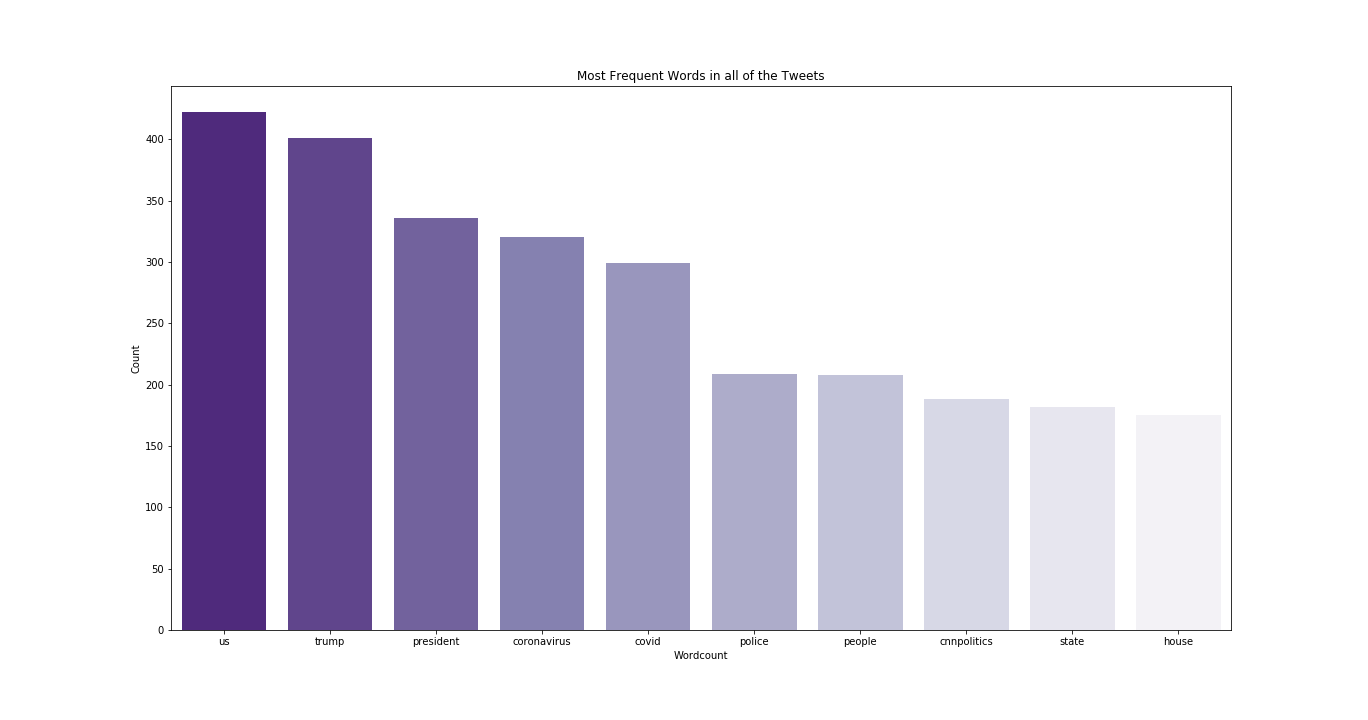 Most Frequent Words in all of the Tweets
Count
400
350
300
250
200
150
100
50
0
us trump president coronavirus covid police people cnnpolitics state house
Wordcount